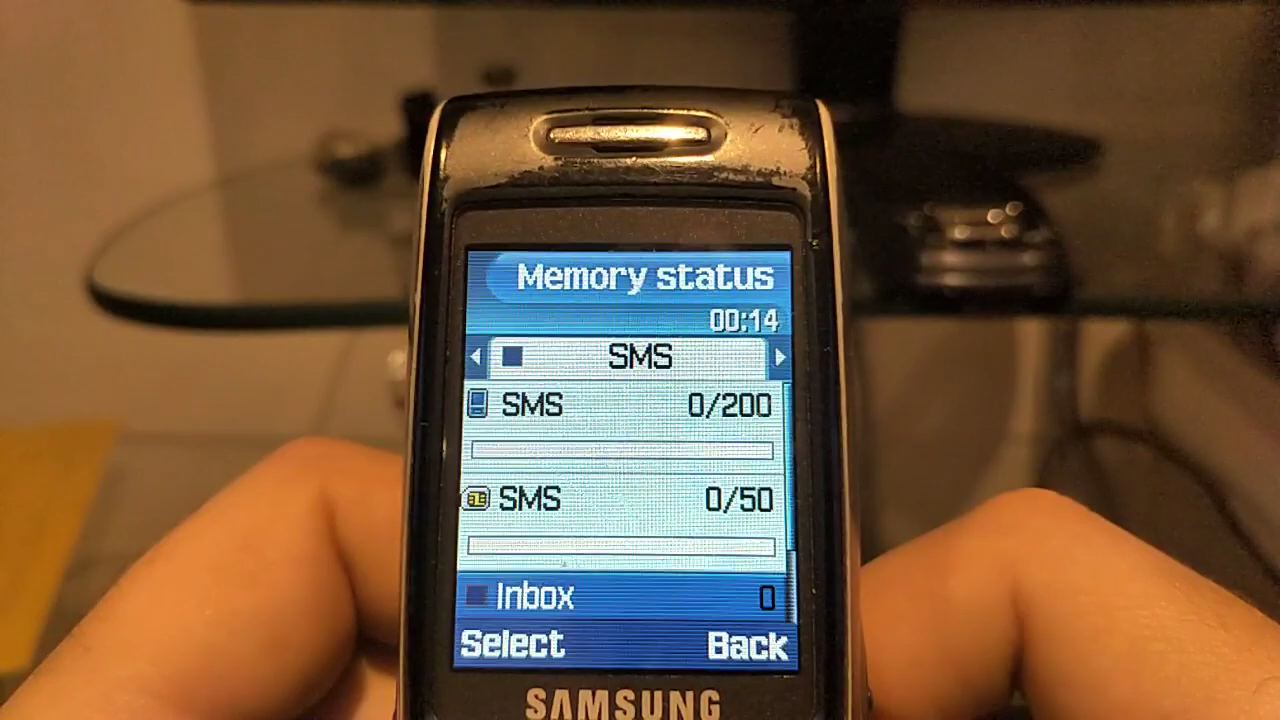 Memory status
00:14
SMS
SMS 0/200
SMS 0/50
Inbox 0
Select Back
SAMSUNG